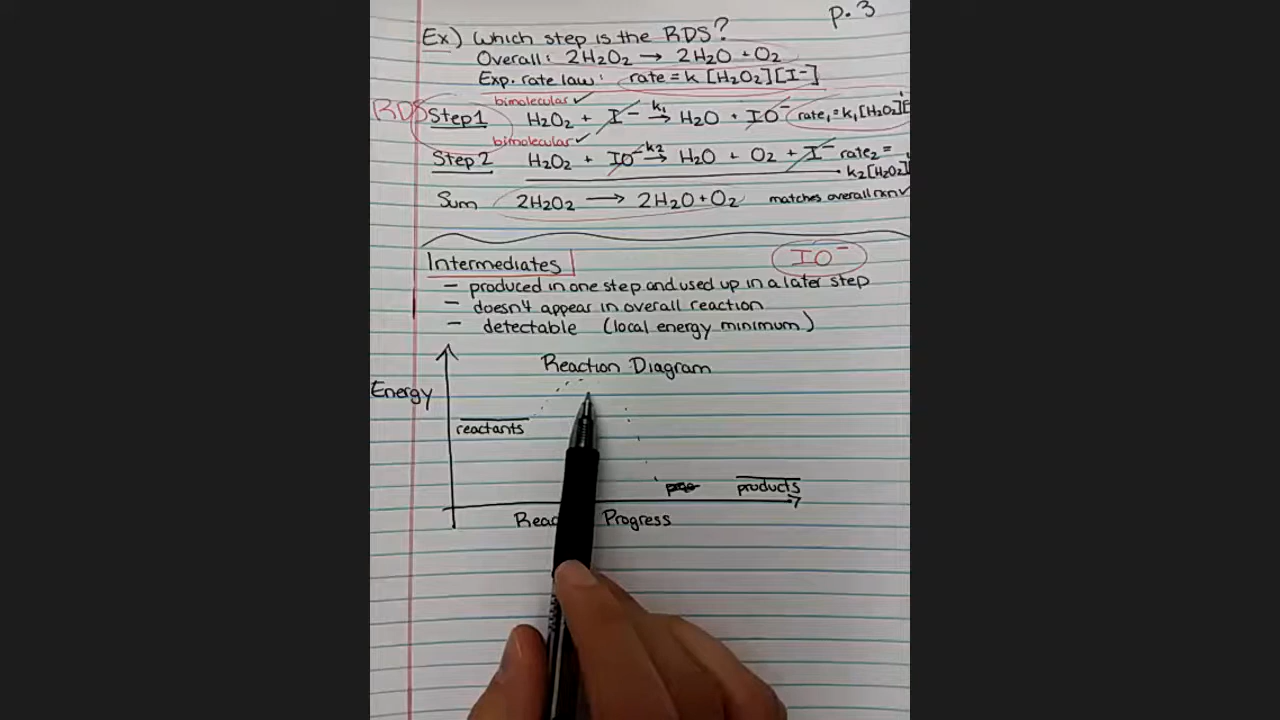 p. 3
Ex) Which step is the RDS?
Overall: 2H₂O₂ → 2H₂O + O₂
Exp. rate law: rate = k [H₂O₂][I⁻]
bimolecular ✓
RDS Step 1 H₂O₂ + I⁻ k₁→ H₂O + IO⁻ rate₁ = k₁[H₂O₂]¹[
bimolecular ✓
Step 2 H₂O₂ + IO⁻ k₂→ H₂O + O₂ + I⁻ rate₂ =
k₂[H₂O₂]¹
Sum 2H₂O₂ → 2H₂O + O₂ matches overall rxn ✓
Intermediates IO⁻
- produced in one step and used up in a later step
- doesn't appear in overall reaction
- detectable (local energy minimum)
Reaction Diagram
Energy
reactants
products
Progress